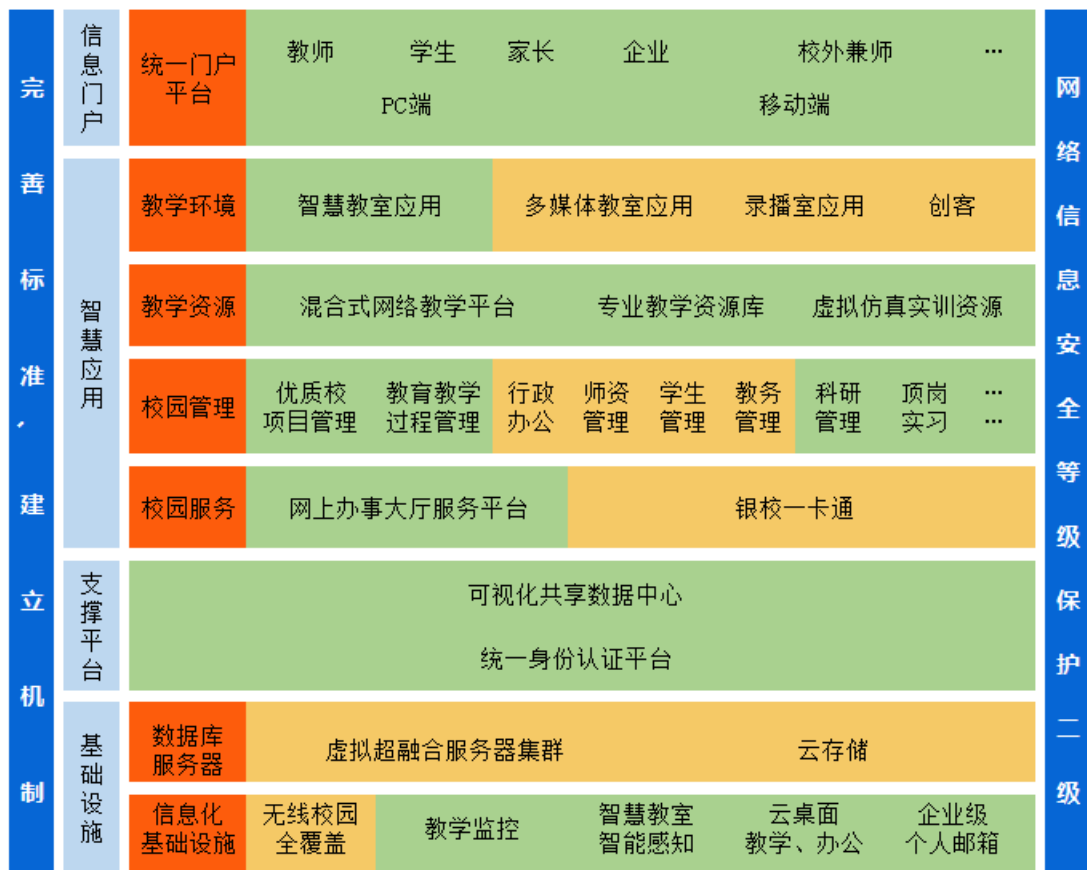 完善标准，建立机制
信息门户
统一门户
平台
教师 学生 家长 企业 校外兼师 …
PC端 移动端
智慧应用
教学环境
智慧教室应用 多媒体教室应用 录播室应用 创客
教学资源
混合式网络教学平台 专业教学资源库 虚拟仿真实训资源
校园管理
优质校 教育教学 行政 师资 学生 教务 科研 顶岗 …
项目管理 过程管理 办公 管理 管理 管理 管理 实习 …
校园服务
网上办事大厅服务平台 银校一卡通
支撑平台
可视化共享数据中心
统一身份认证平台
基础设施
数据库
服务器
虚拟超融合服务器集群 云存储
信息化
基础设施
无线校园 教学监控 智慧教室 云桌面 企业级
全覆盖 智能感知 教学、办公 个人邮箱
网络信息安全等级保护二级